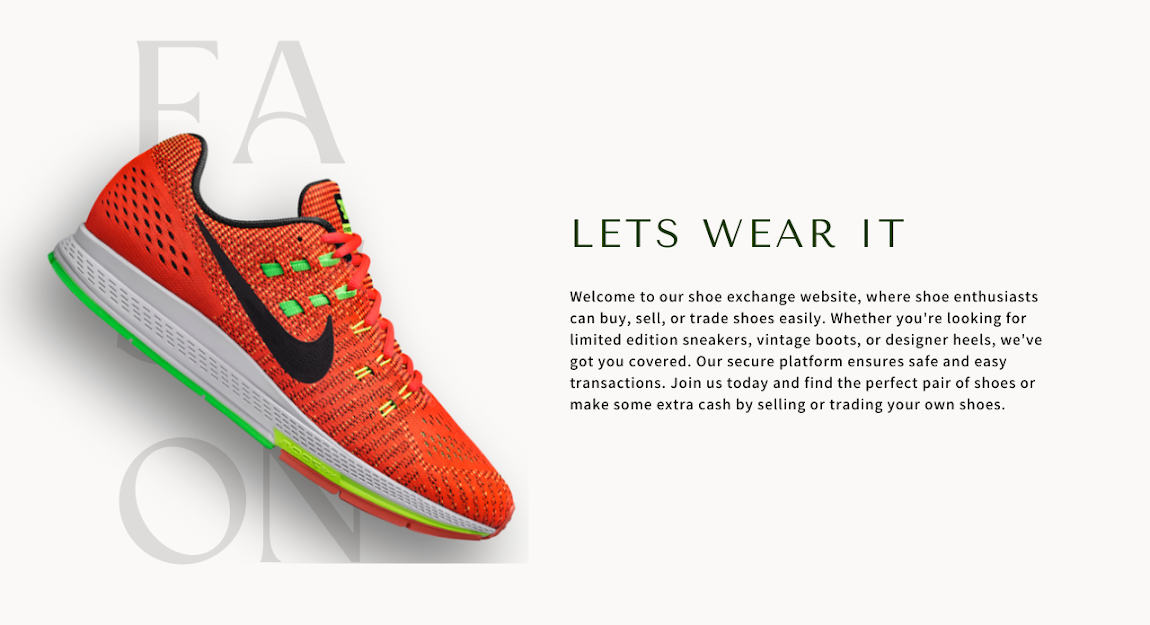 FA
ON
LETS WEAR IT
Welcome to our shoe exchange website, where shoe enthusiasts
can buy, sell, or trade shoes easily. Whether you're looking for
limited edition sneakers, vintage boots, or designer heels, we've
got you covered. Our secure platform ensures safe and easy
transactions. Join us today and find the perfect pair of shoes or
make some extra cash by selling or trading your own shoes.